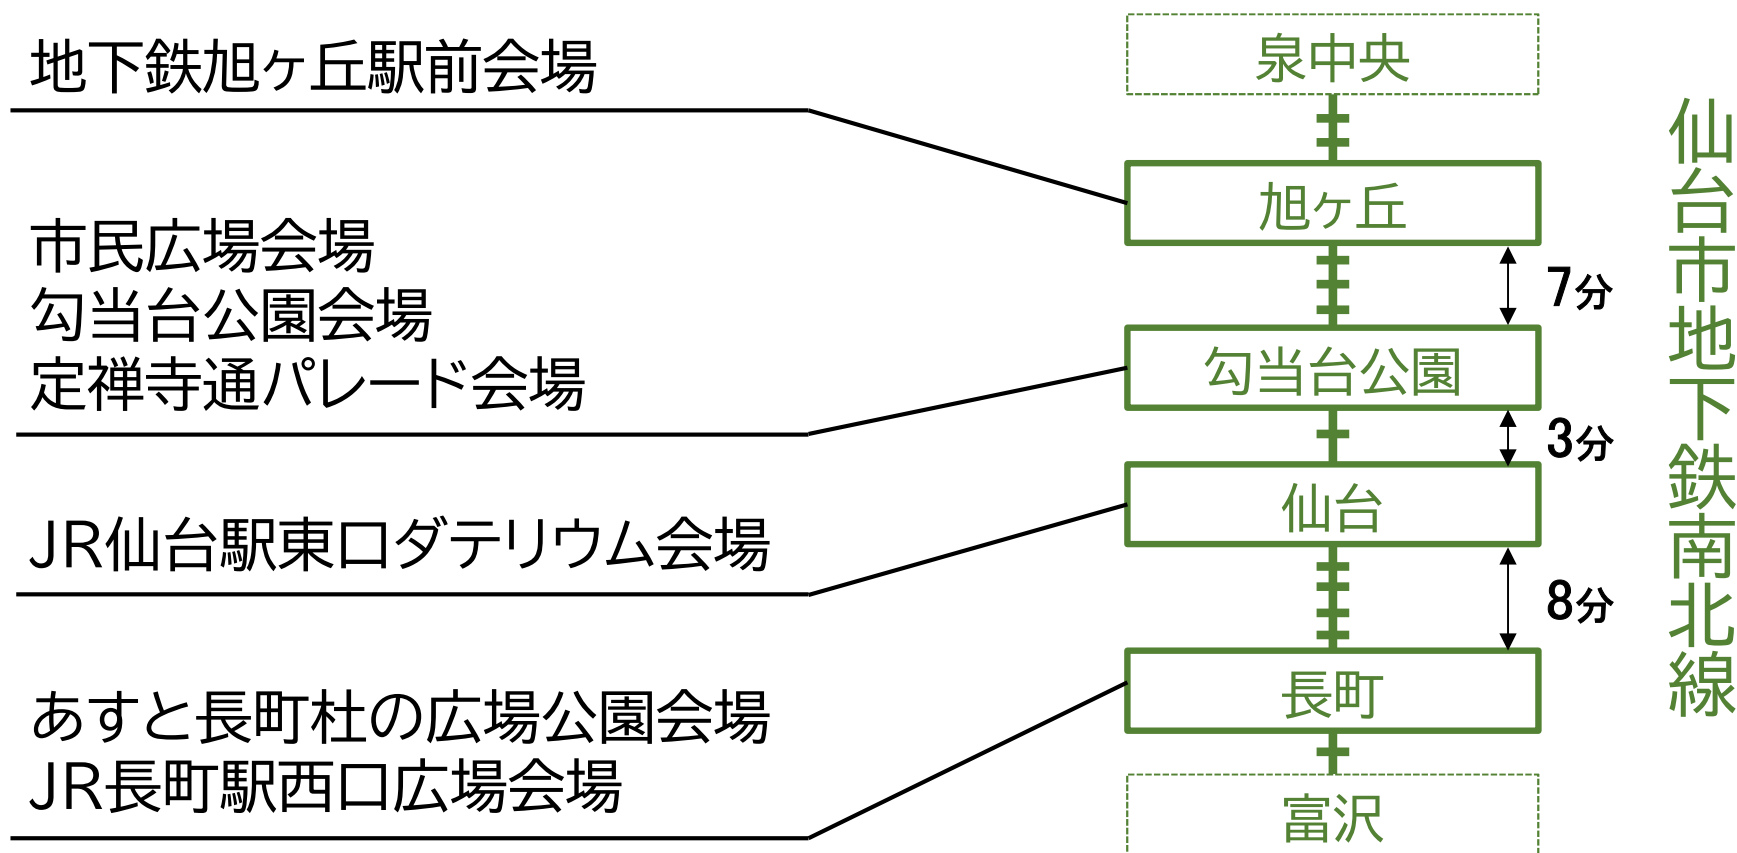 地下鉄旭ヶ丘駅前会場
市民広場会場
勾当台公園会場
定禅寺通パレード会場
JR仙台駅東口ダテリウム会場
あすと長町杜の広場公園会場
JR長町駅西口広場会場
泉中央
旭ヶ丘
7分
勾当台公園
3分
仙台
8分
長町
富沢
仙台市地下鉄南北線